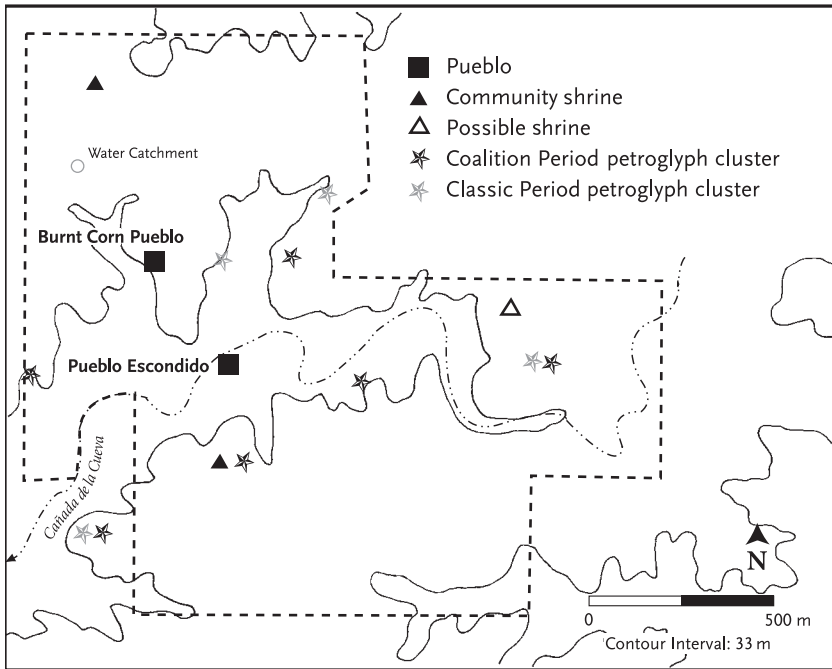 Pueblo
Community shrine
Possible shrine
Coalition Period petroglyph cluster
Classic Period petroglyph cluster
Water Catchment
Burnt Corn Pueblo
Pueblo Escondido
Cañada de la Cueva
N
0 500 m
Contour Interval: 33 m